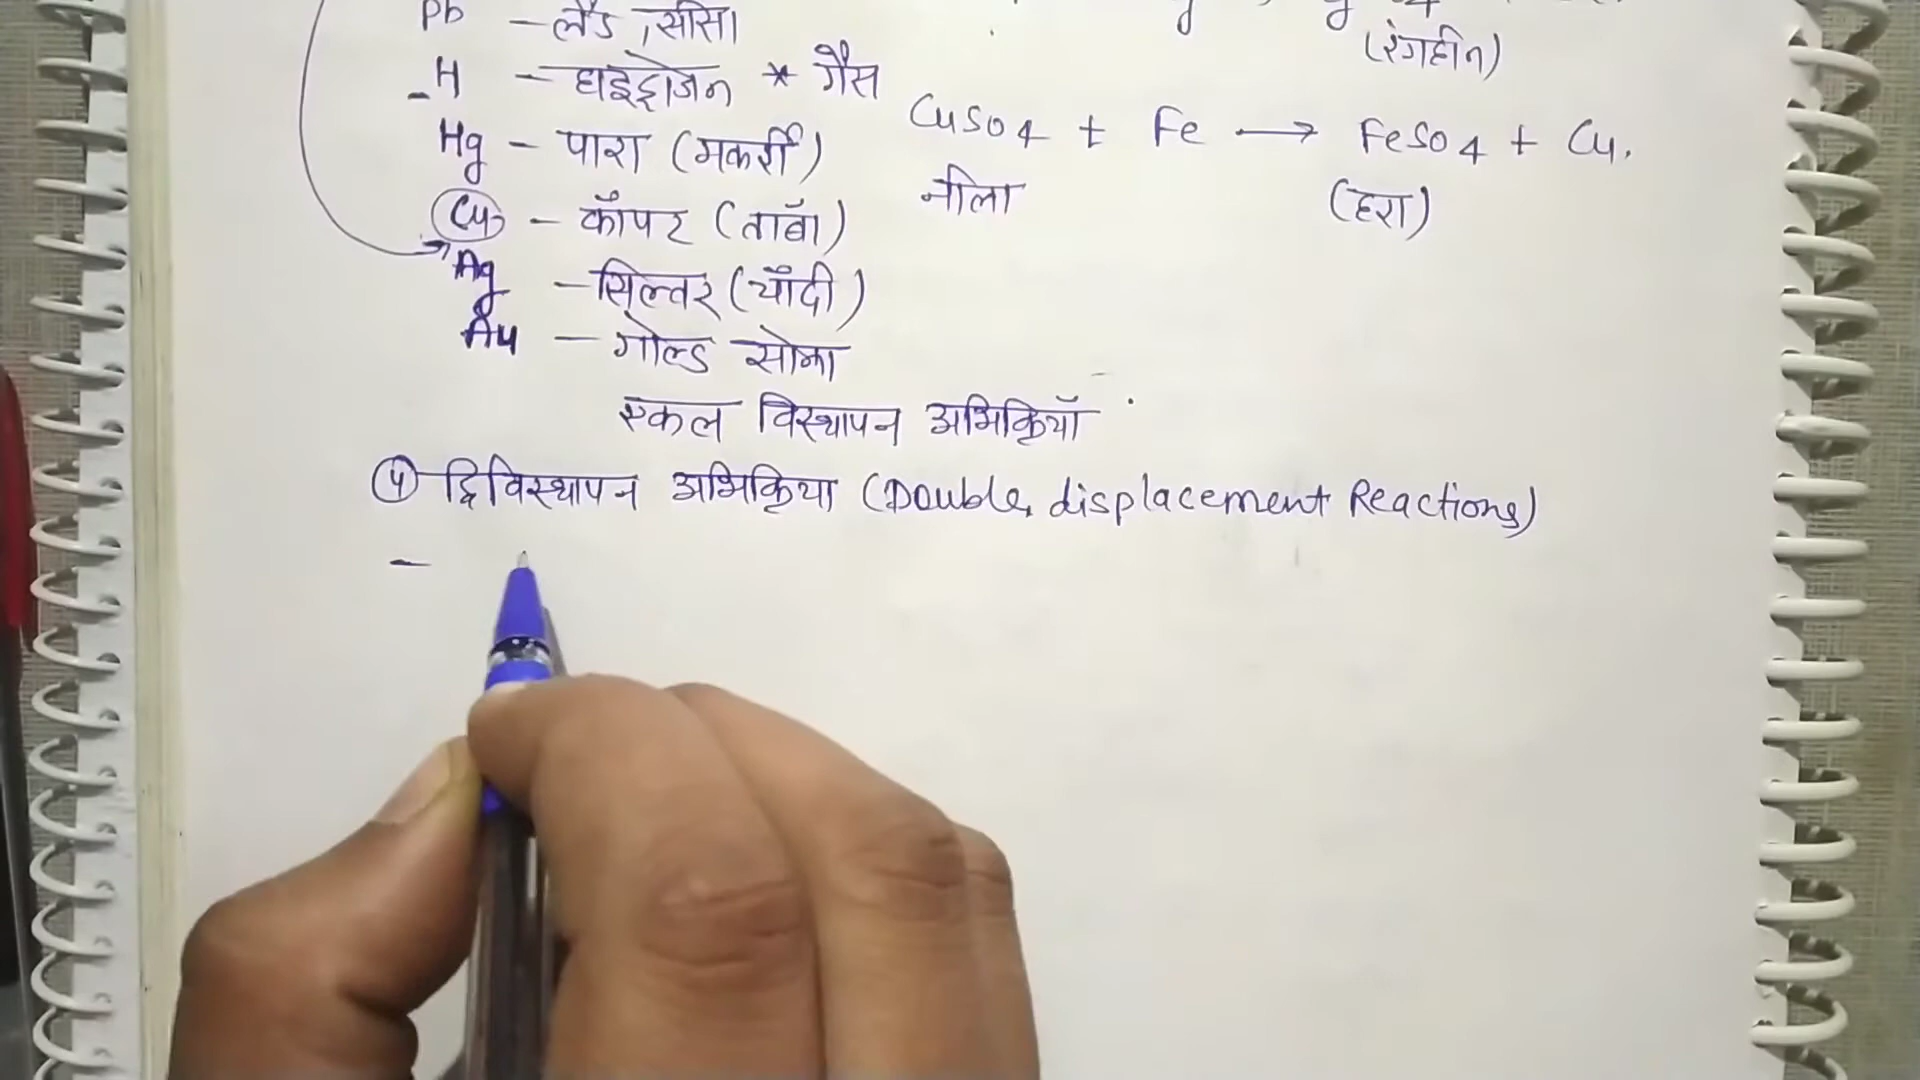 Pb - लैड, सीसा
H - हाइड्रोजन * गैस
Hg - पारा (मर्करी)
Cu - कॉपर (ताँबा)
Ag - सिल्वर (चाँदी)
Au - गोल्ड सोना
(रंगहीन)
CuSO4 + Fe → FeSO4 + Cu.
नीला (हरा)
एकल विस्थापन अभिक्रियाँ
④ द्विविस्थापन अभिक्रिया (Double displacement Reactions)
-